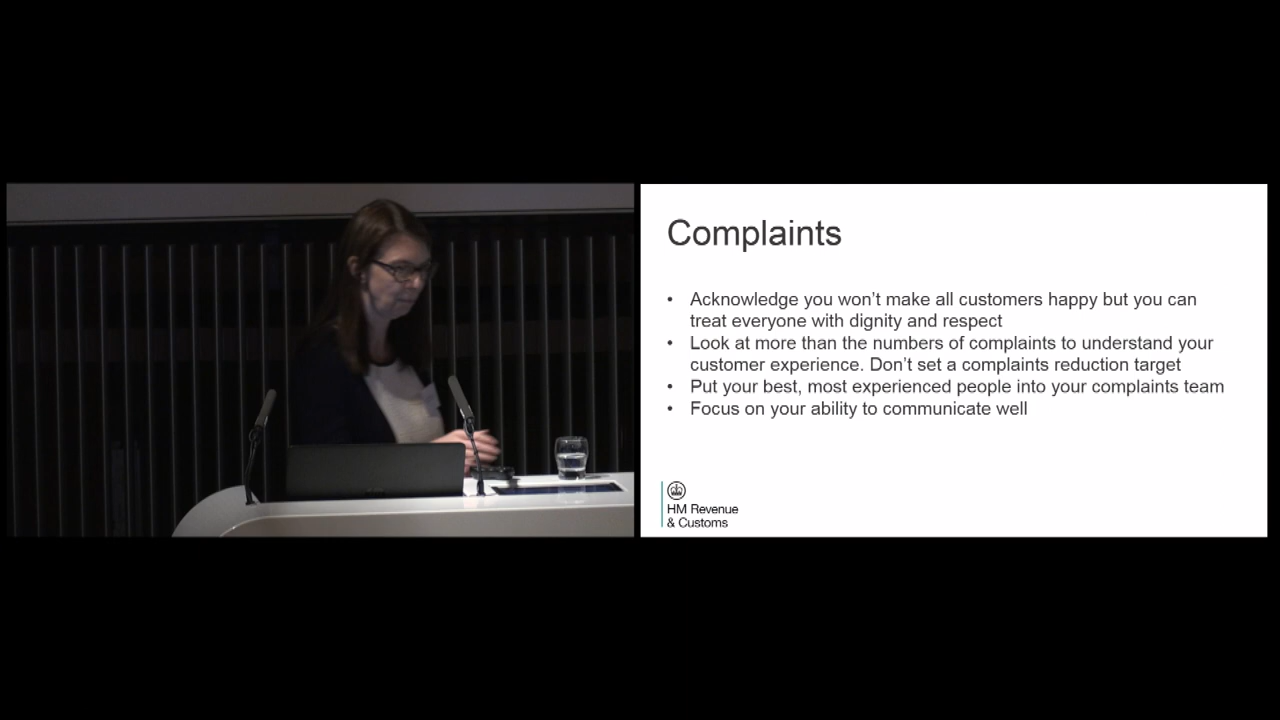 Complaints
• Acknowledge you won't make all customers happy but you can
treat everyone with dignity and respect
• Look at more than the numbers of complaints to understand your
customer experience. Don't set a complaints reduction target
• Put your best, most experienced people into your complaints team
• Focus on your ability to communicate well
HM Revenue
& Customs